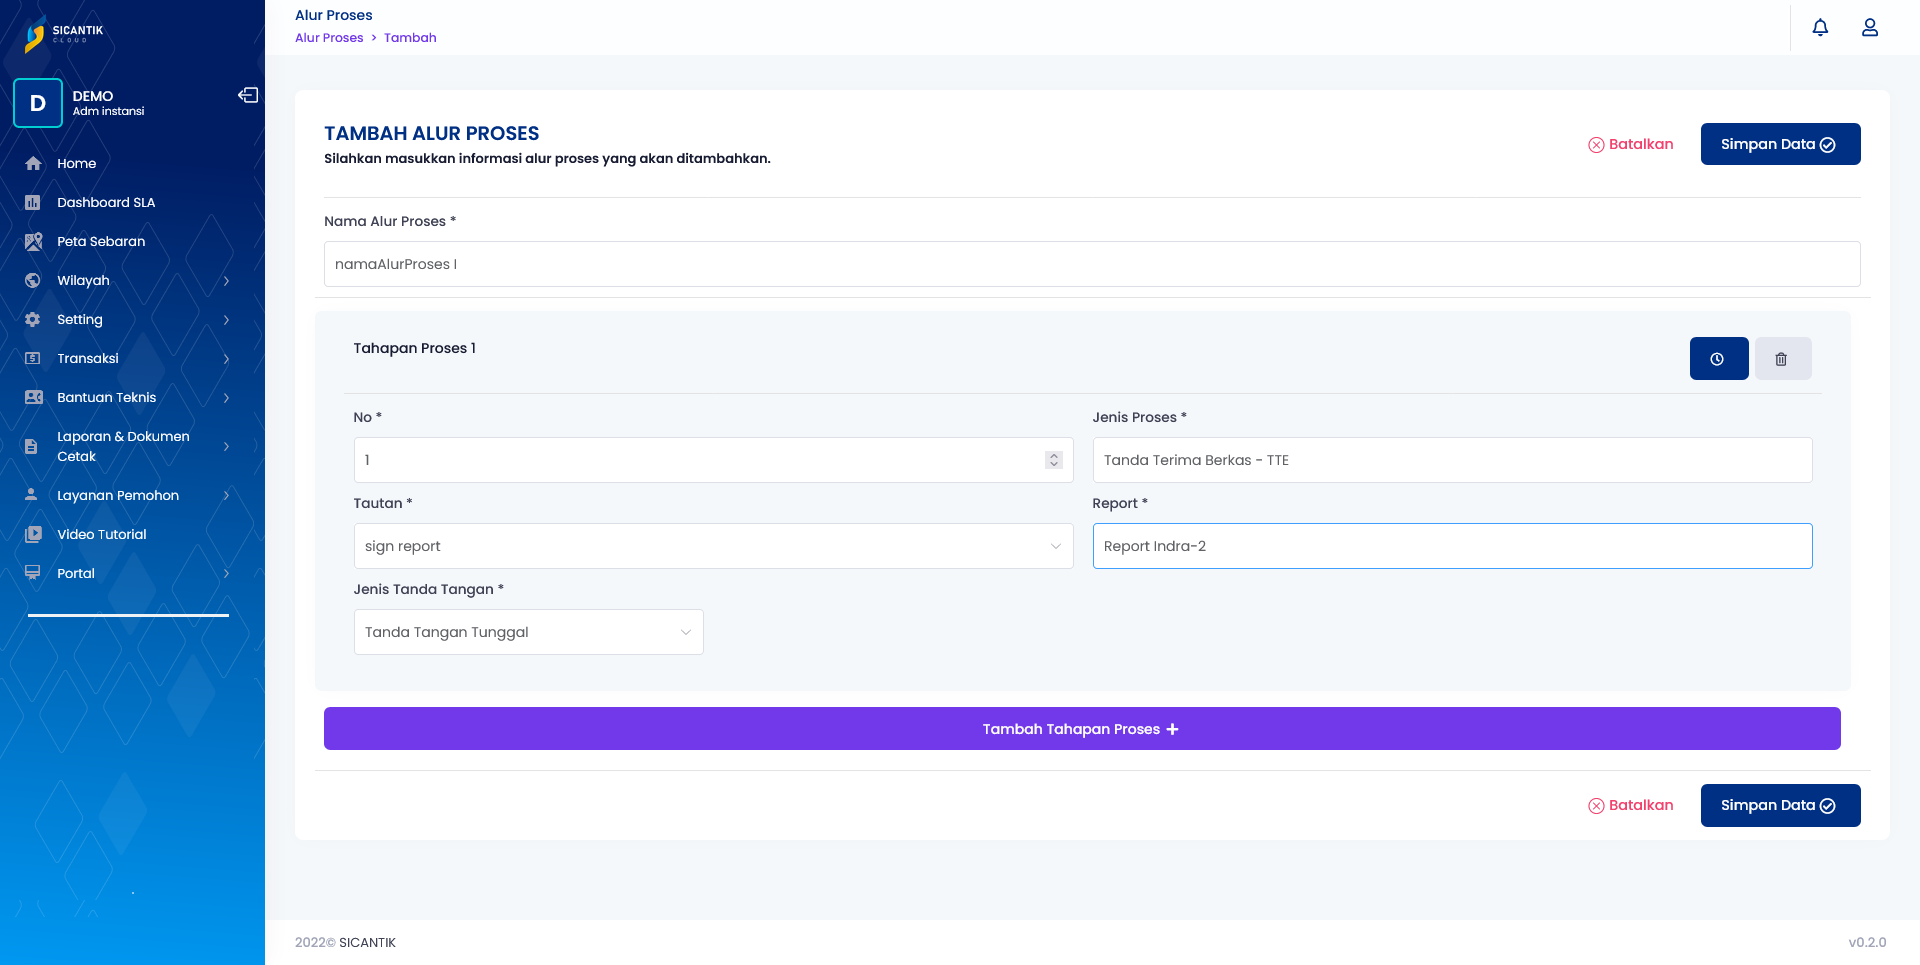 SICANTIK
CLOUD
D
DEMO
Adm instansi
Home
Dashboard SLA
Peta Sebaran
Wilayah
Setting
Transaksi
Bantuan Teknis
Laporan & Dokumen
Cetak
Layanan Pemohon
Video Tutorial
Portal
Alur Proses
Alur Proses > Tambah
TAMBAH ALUR PROSES
Silahkan masukkan informasi alur proses yang akan ditambahkan.
Batalkan
Simpan Data
Nama Alur Proses *
namaAlurProses I
Tahapan Proses 1
No *
Jenis Proses *
1
Tanda Terima Berkas - TTE
Tautan *
Report *
sign report
Report Indra-2
Jenis Tanda Tangan *
Tanda Tangan Tunggal
Tambah Tahapan Proses +
Batalkan
Simpan Data
2022© SICANTIK
v0.2.0